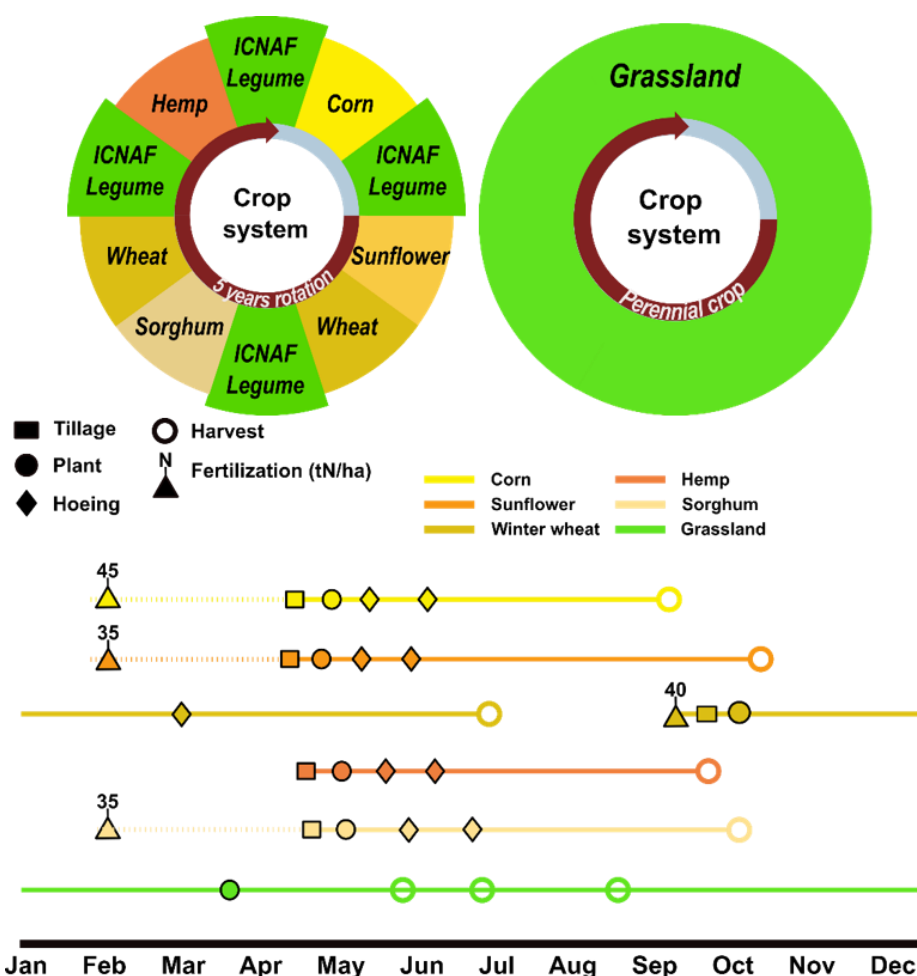 ICNAF
Legume
Corn
ICNAF
Legume
Sunflower
Wheat
ICNAF
Legume
Sorghum
Wheat
ICNAF
Legume
Hemp
Crop
system
5 years rotation
Grassland
Crop
system
Perennial crop
Tillage
Harvest
Plant
N
Fertilization (tN/ha)
Hoeing
Corn
Hemp
Sunflower
Sorghum
Winter wheat
Grassland
45
35
40
35
Jan Feb Mar Apr May Jun Jul Aug Sep Oct Nov Dec